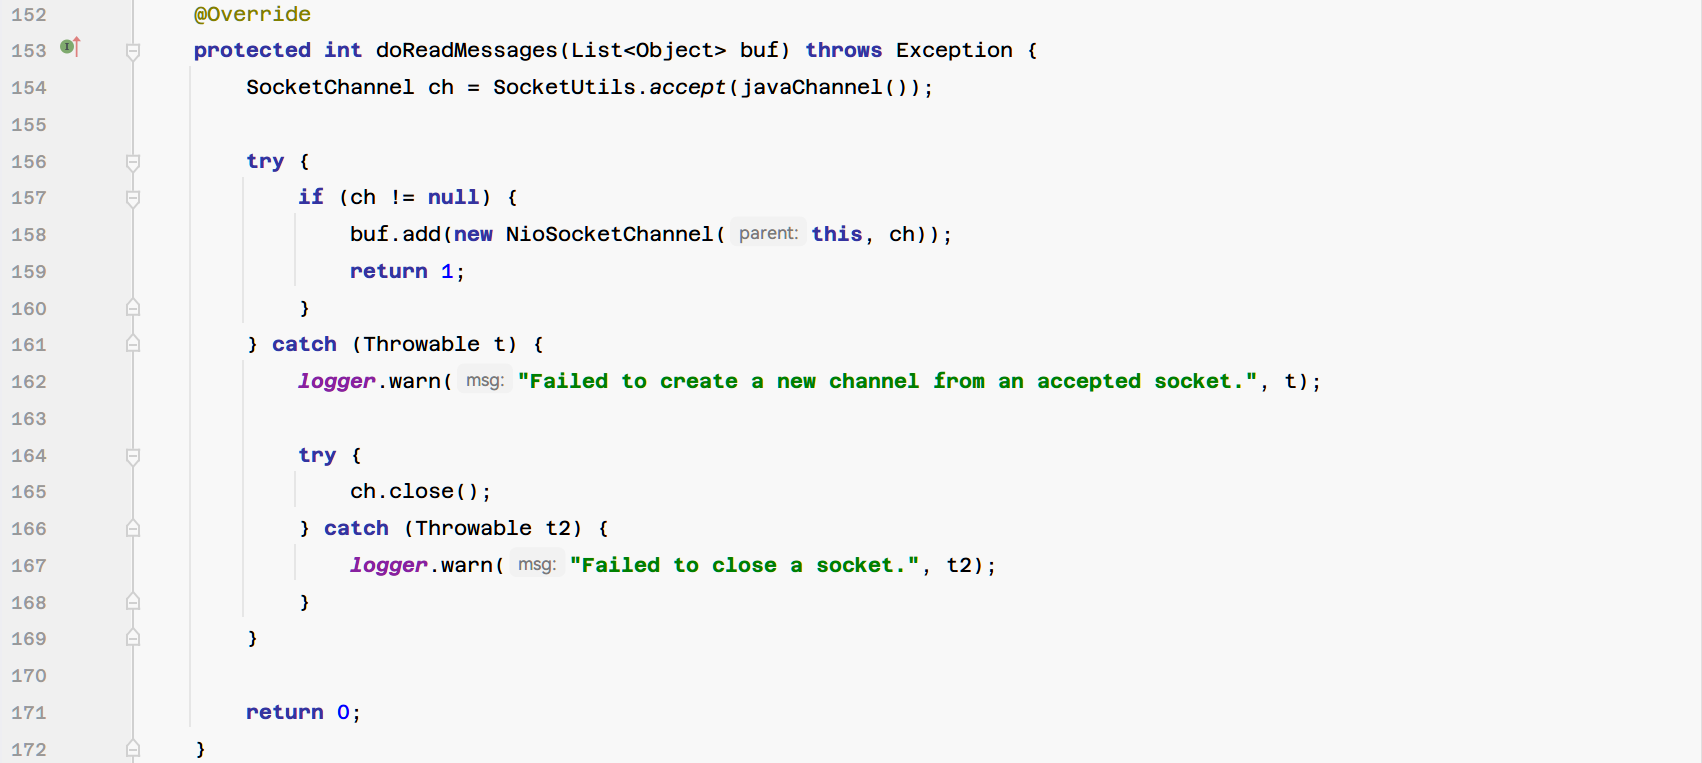 152 @Override
153 protected int doReadMessages(List<Object> buf) throws Exception {
154 SocketChannel ch = SocketUtils.accept(javaChannel());
155
156 try {
157 if (ch != null) {
158 buf.add(new NioSocketChannel( parent: this, ch));
159 return 1;
160 }
161 } catch (Throwable t) {
162 logger.warn( msg: "Failed to create a new channel from an accepted socket.", t);
163
164 try {
165 ch.close();
166 } catch (Throwable t2) {
167 logger.warn( msg: "Failed to close a socket.", t2);
168 }
169 }
170
171 return 0;
172 }